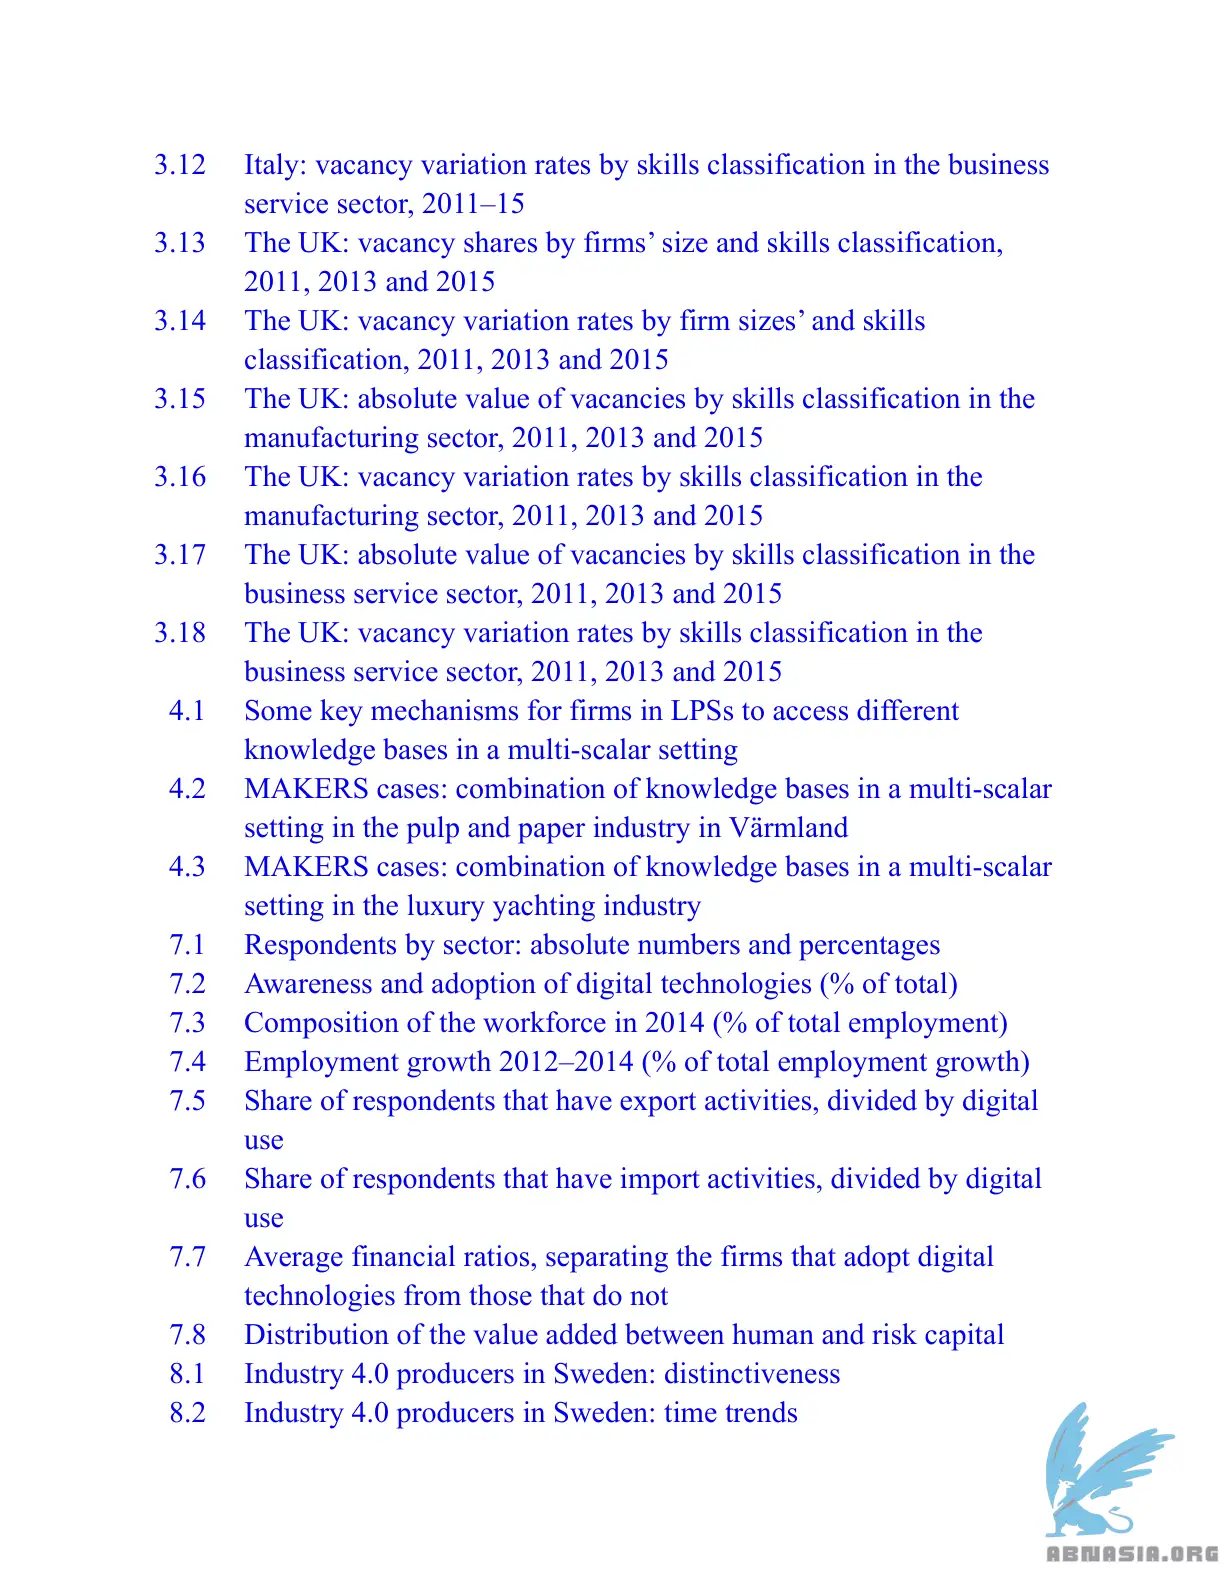 3.12 Italy: vacancy variation rates by skills classification in the business
service sector, 2011–15
3.13 The UK: vacancy shares by firms’ size and skills classification,
2011, 2013 and 2015
3.14 The UK: vacancy variation rates by firm sizes’ and skills
classification, 2011, 2013 and 2015
3.15 The UK: absolute value of vacancies by skills classification in the
manufacturing sector, 2011, 2013 and 2015
3.16 The UK: vacancy variation rates by skills classification in the
manufacturing sector, 2011, 2013 and 2015
3.17 The UK: absolute value of vacancies by skills classification in the
business service sector, 2011, 2013 and 2015
3.18 The UK: vacancy variation rates by skills classification in the
business service sector, 2011, 2013 and 2015
4.1 Some key mechanisms for firms in LPSs to access different
knowledge bases in a multi-scalar setting
4.2 MAKERS cases: combination of knowledge bases in a multi-scalar
setting in the pulp and paper industry in Värmland
4.3 MAKERS cases: combination of knowledge bases in a multi-scalar
setting in the luxury yachting industry
7.1 Respondents by sector: absolute numbers and percentages
7.2 Awareness and adoption of digital technologies (% of total)
7.3 Composition of the workforce in 2014 (% of total employment)
7.4 Employment growth 2012–2014 (% of total employment growth)
7.5 Share of respondents that have export activities, divided by digital
use
7.6 Share of respondents that have import activities, divided by digital
use
7.7 Average financial ratios, separating the firms that adopt digital
technologies from those that do not
7.8 Distribution of the value added between human and risk capital
8.1 Industry 4.0 producers in Sweden: distinctiveness
8.2 Industry 4.0 producers in Sweden: time trends
ABNASIA.ORG